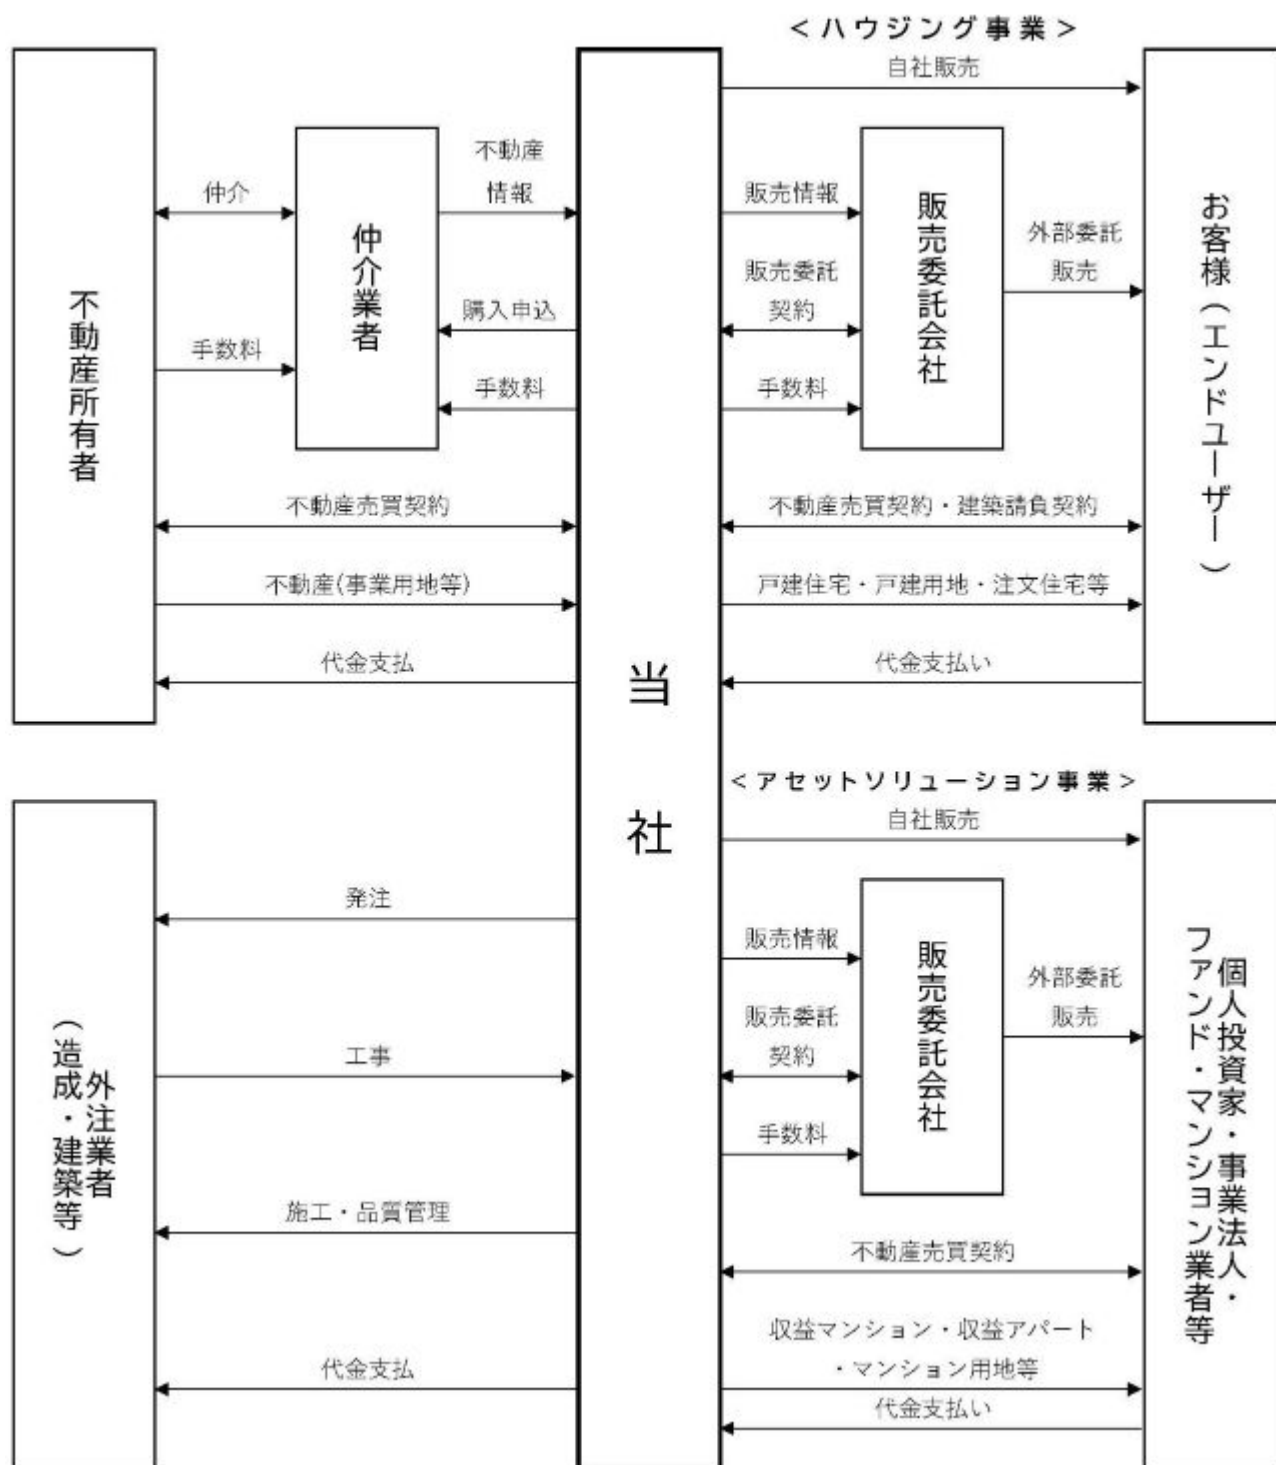 ＜ハウジング事業＞
自社販売
不動産所有者
仲介
手数料
仲介業者
不動産
情報
購入申込
手数料
不動産売買契約
不動産(事業用地等)
代金支払
当社
販売情報
販売委託
契約
手数料
販売委託会社
外部委託
販売
不動産売買契約・建築請負契約
戸建住宅・戸建用地・注文住宅等
代金支払い
お客様（エンドユーザー）
外注業者
（造成・建築等）
発注
工事
施工・品質管理
代金支払
＜アセットソリューション事業＞
自社販売
販売情報
販売委託
契約
手数料
販売委託会社
外部委託
販売
不動産売買契約
収益マンション・収益アパート
・マンション用地等
代金支払い
個人投資家・事業法人・
ファンド・マンション業者等